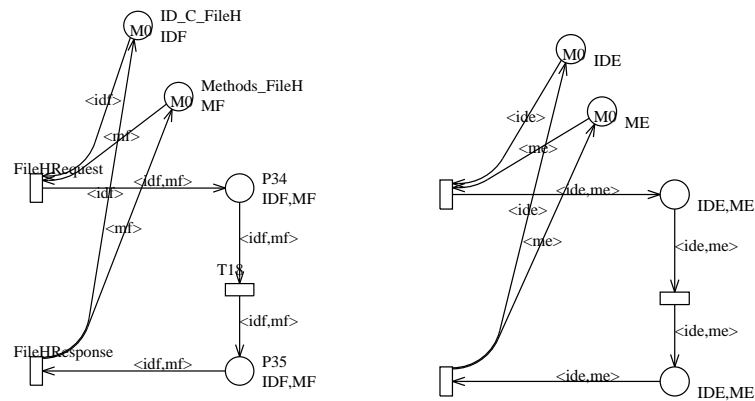 ID_C_FileH
M0
IDF
Methods_FileH
M0
MF
<idf>
<mf>
FileHRequest
<idf,mf>
P34
IDF,MF
<idf>
<mf>
<idf,mf>
T18
<idf,mf>
FileHResponse
<idf,mf>
P35
IDF,MF
M0
IDE
M0
ME
<ide>
<me>
<ide,me>
IDE,ME
<ide>
<me>
<ide,me>
<ide,me>
<ide,me>
IDE,ME